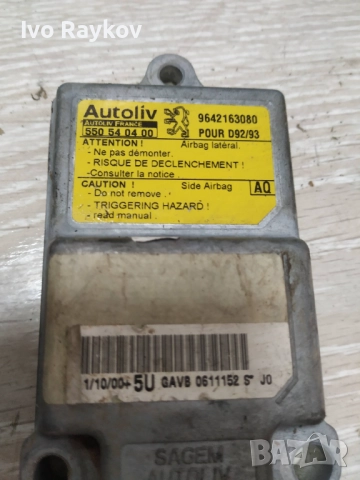 Ivo Raykov
Autoliv
AUTOLIV FRANCE
550 54 04 00
9642163080
POUR D92/93
ATTENTION ! Airbag latéral.
- Ne pas démonter.
- RISQUE DE DECLENCHEMENT !
-Consulter la notice.
CAUTION ! Side Airbag
AQ
- Do not remove.
- TRIGGERING HAZARD !
- read manual.
1/10/00 5U GAVB 0611152 S J0
SAGEM
AUTOLIV
bazar